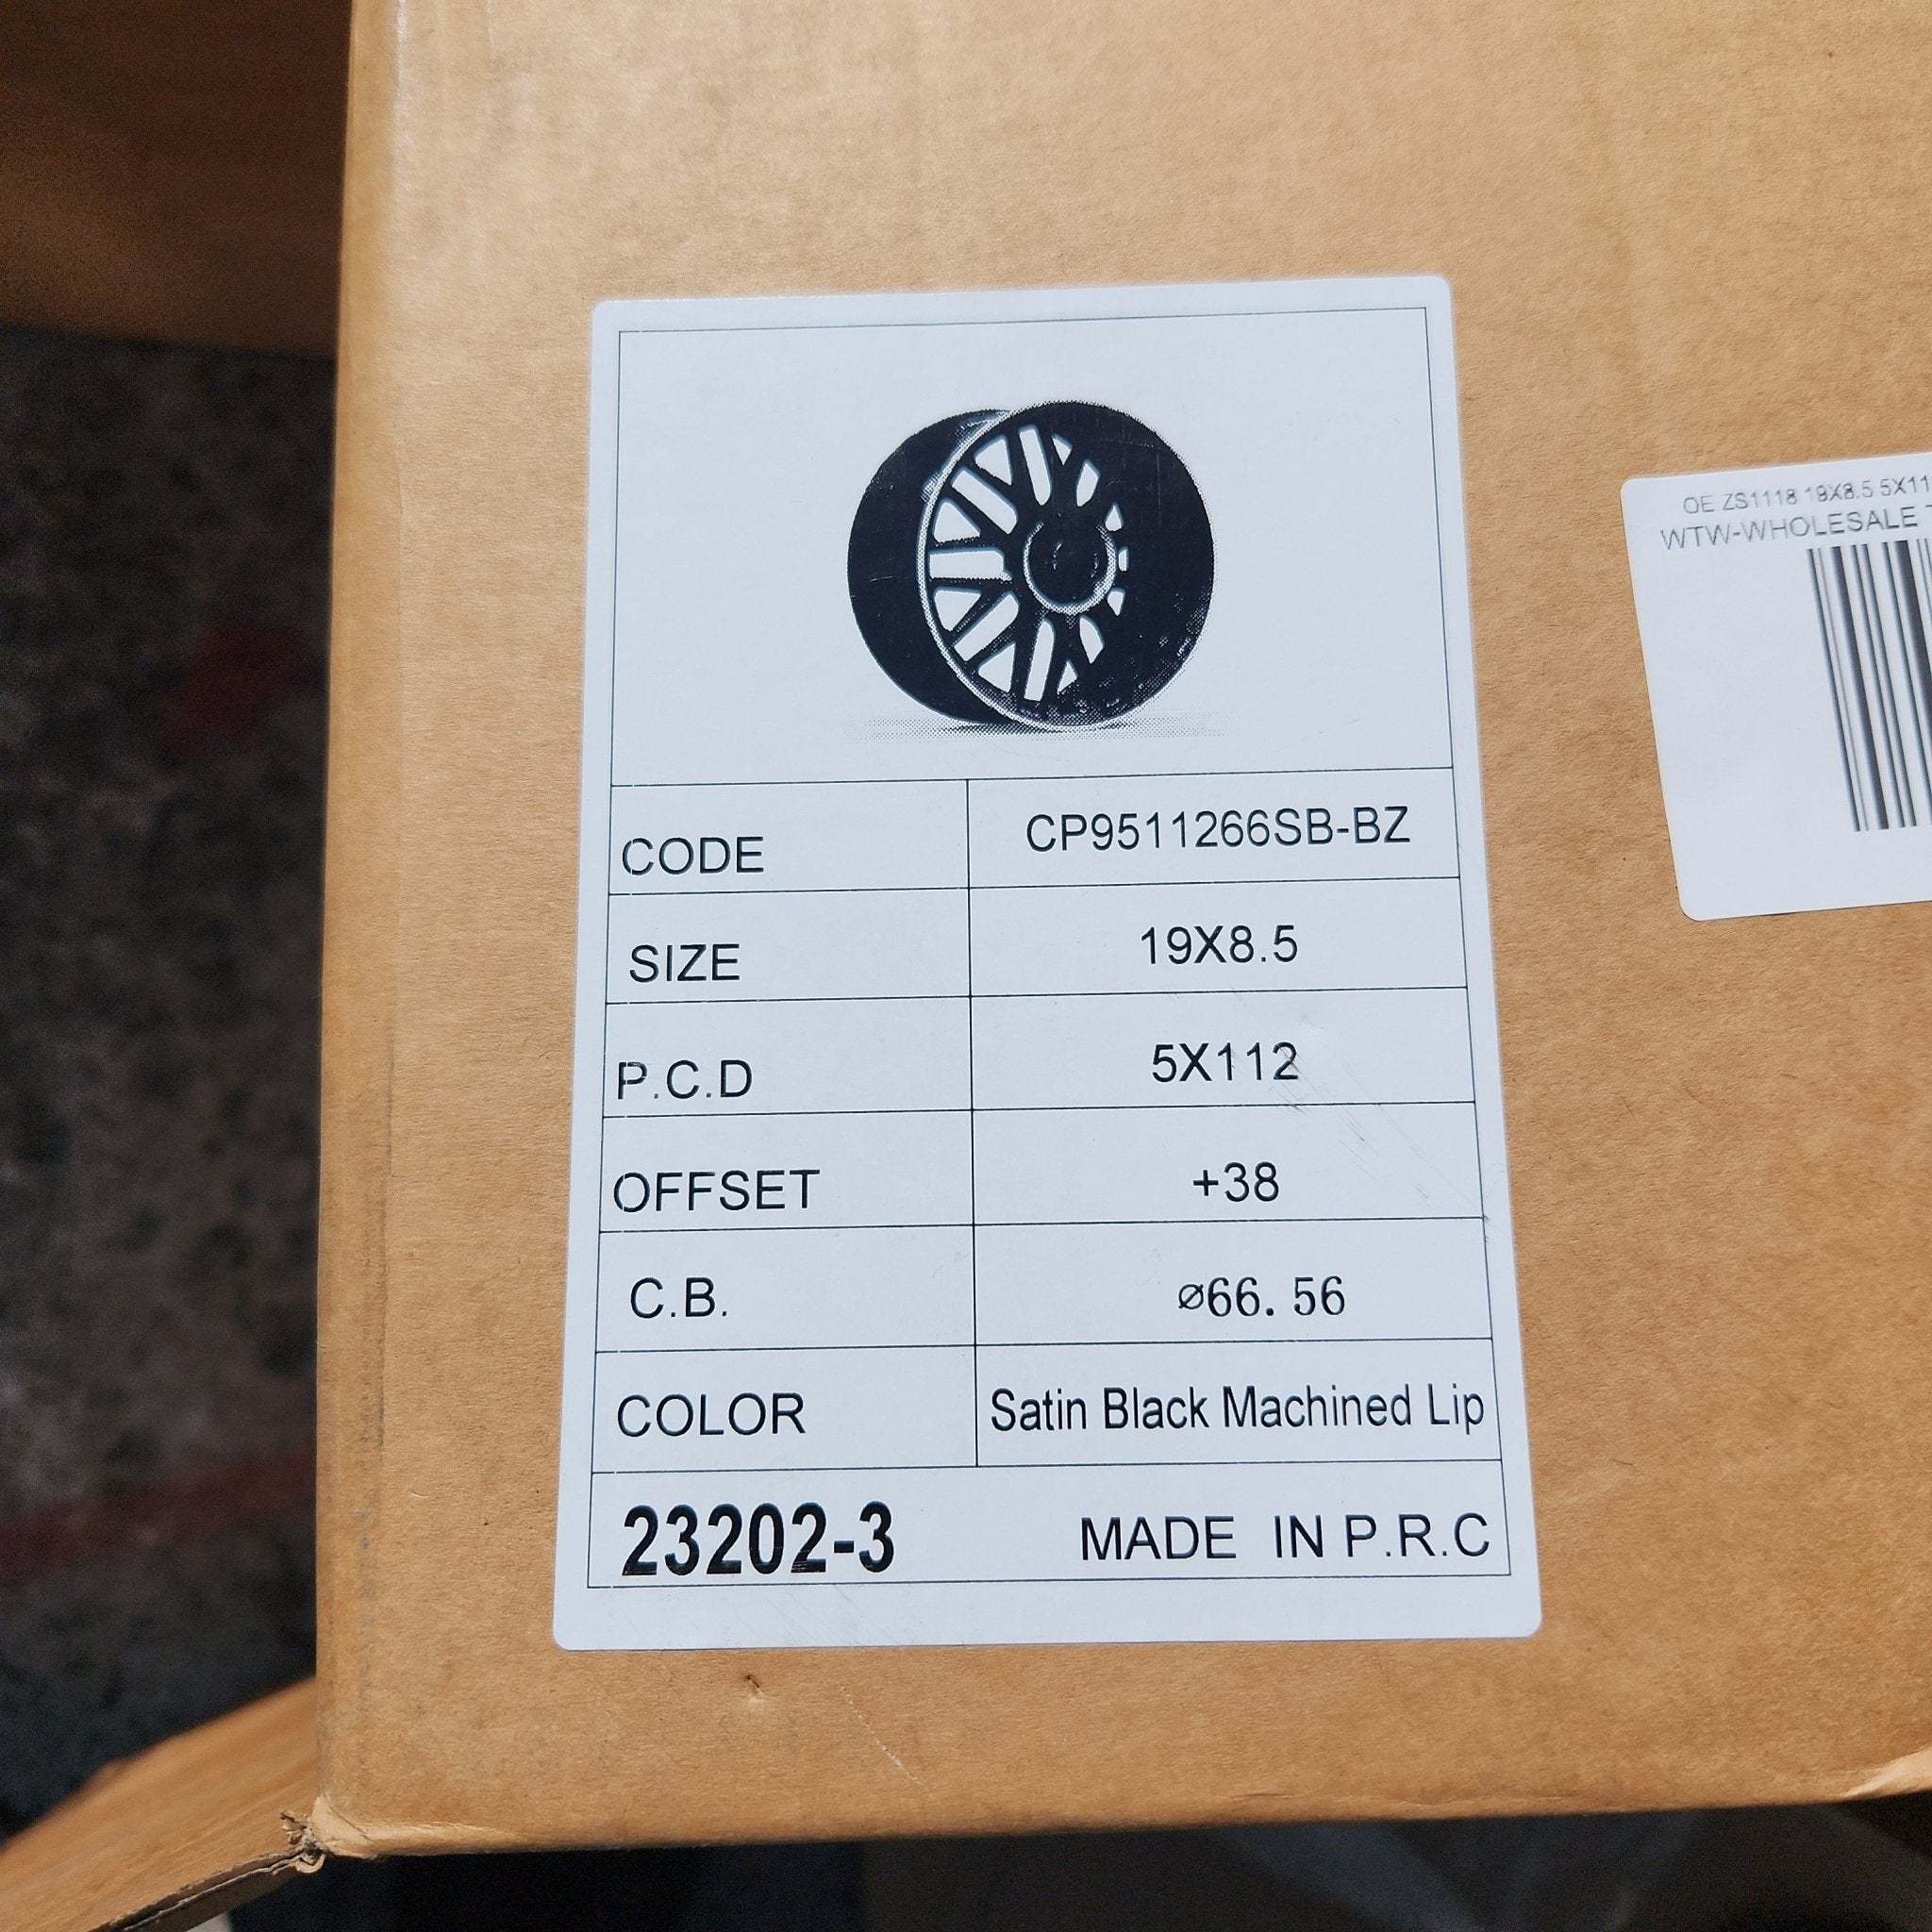 CODE CP9511266SB-BZ
SIZE 19X8.5
P.C.D 5X112
OFFSET +38
C.B. ⌀66.56
COLOR Satin Black Machined Lip
23202-3 MADE IN P.R.C
OE ZS1118 19X8.5 5X11
WTW-WHOLESALE